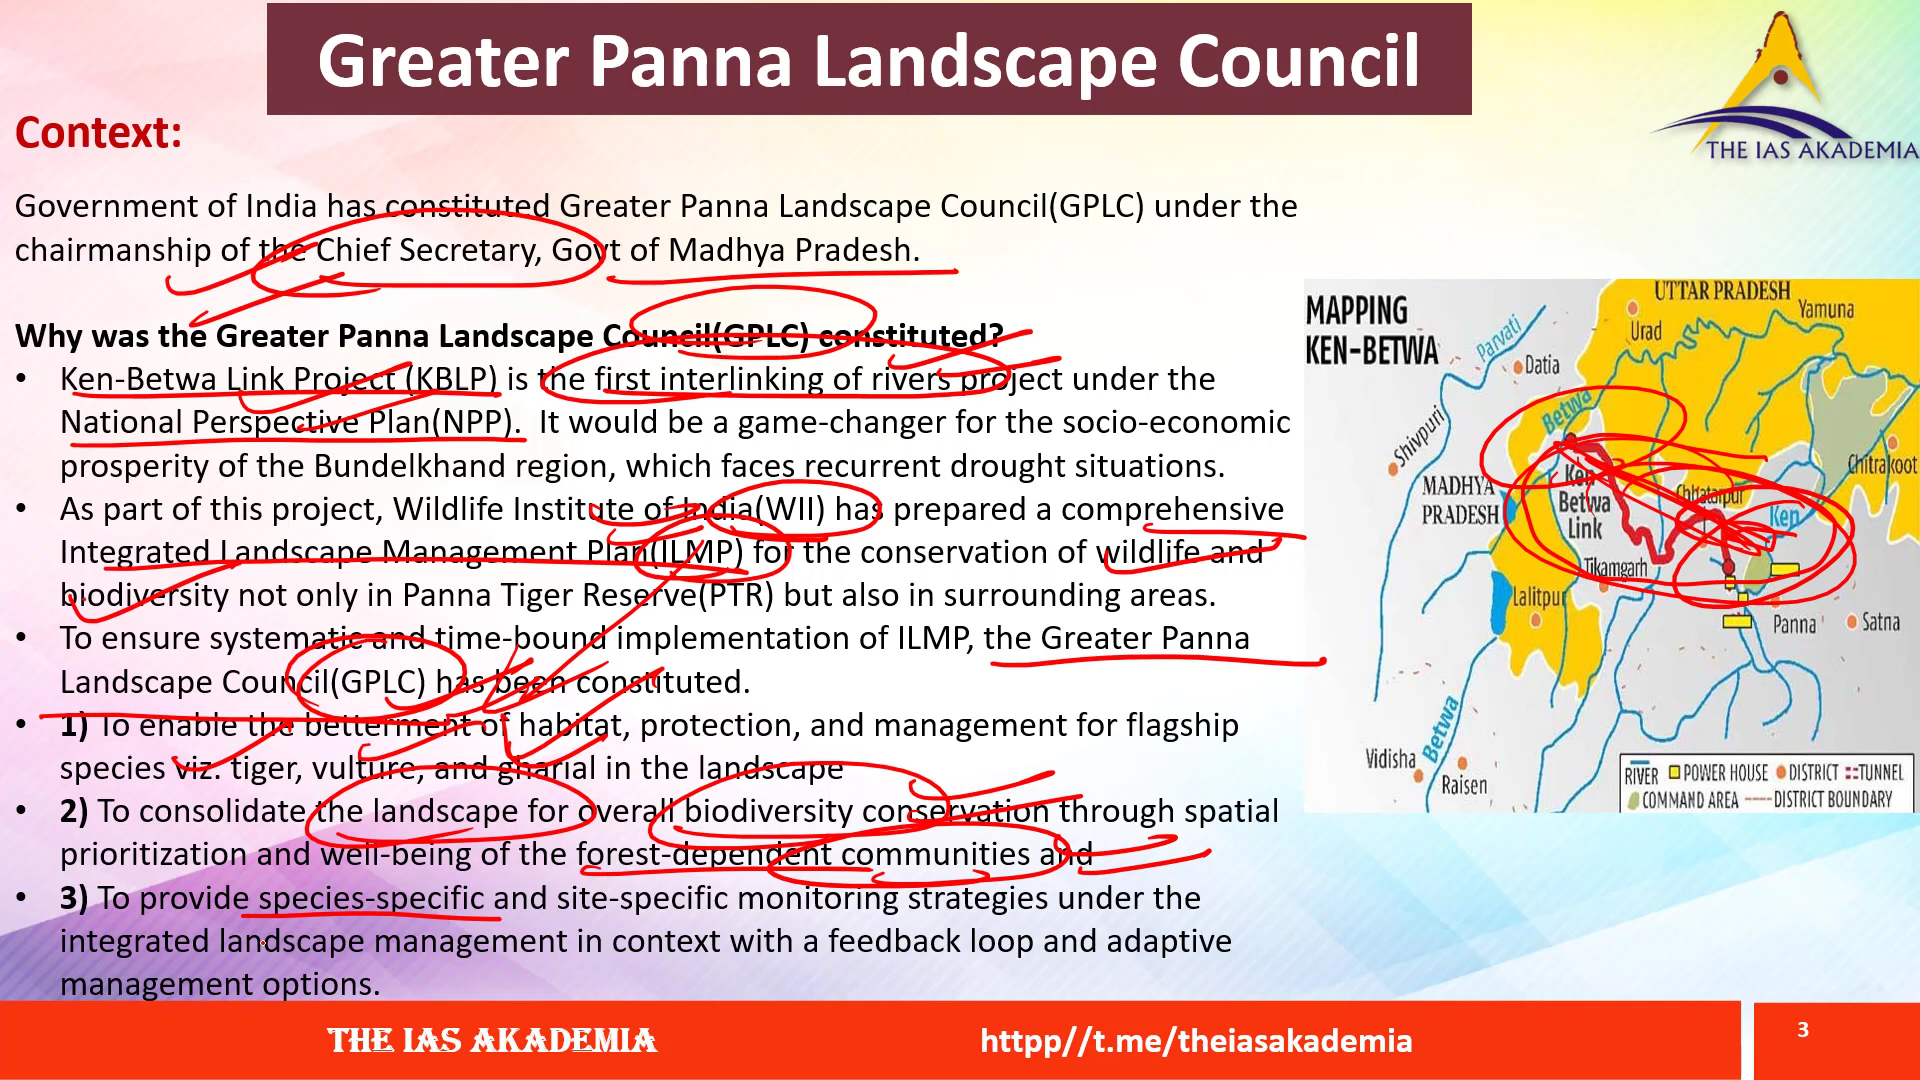 Greater Panna Landscape Council
THE IAS AKADEMIA
Context:
Government of India has constituted Greater Panna Landscape Council(GPLC) under the
chairmanship of the Chief Secretary, Govt of Madhya Pradesh.
Why was the Greater Panna Landscape Council(GPLC) constituted?
• Ken-Betwa Link Project (KBLP) is the first interlinking of rivers project under the
National Perspective Plan(NPP). It would be a game-changer for the socio-economic
prosperity of the Bundelkhand region, which faces recurrent drought situations.
• As part of this project, Wildlife Institute of India(WII) has prepared a comprehensive
Integrated Landscape Management Plan(ILMP) for the conservation of wildlife and
biodiversity not only in Panna Tiger Reserve(PTR) but also in surrounding areas.
• To ensure systematic and time-bound implementation of ILMP, the Greater Panna
Landscape Council(GPLC) has been constituted.
• 1) To enable the betterment of habitat, protection, and management for flagship
species viz. tiger, vulture, and gharial in the landscape
• 2) To consolidate the landscape for overall biodiversity conservation through spatial
prioritization and well-being of the forest-dependent communities and
• 3) To provide species-specific and site-specific monitoring strategies under the
integrated landscape management in context with a feedback loop and adaptive
management options.
MAPPING
KEN-BETWA
UTTAR PRADESH
Yamuna
Urad
Parvati
Datia
Betwa
Shivpuri
Chitrakoot
MADHYA
PRADESH
Ken
Betwa
Link
Chhatarpur
Ken
Tikamgarh
Lalitpur
Panna
Satna
Betwa
Vidisha
Raisen
RIVER POWER HOUSE DISTRICT TUNNEL
COMMAND AREA DISTRICT BOUNDARY
THE IAS AKADEMIA
httpp//t.me/theiasakademia
3